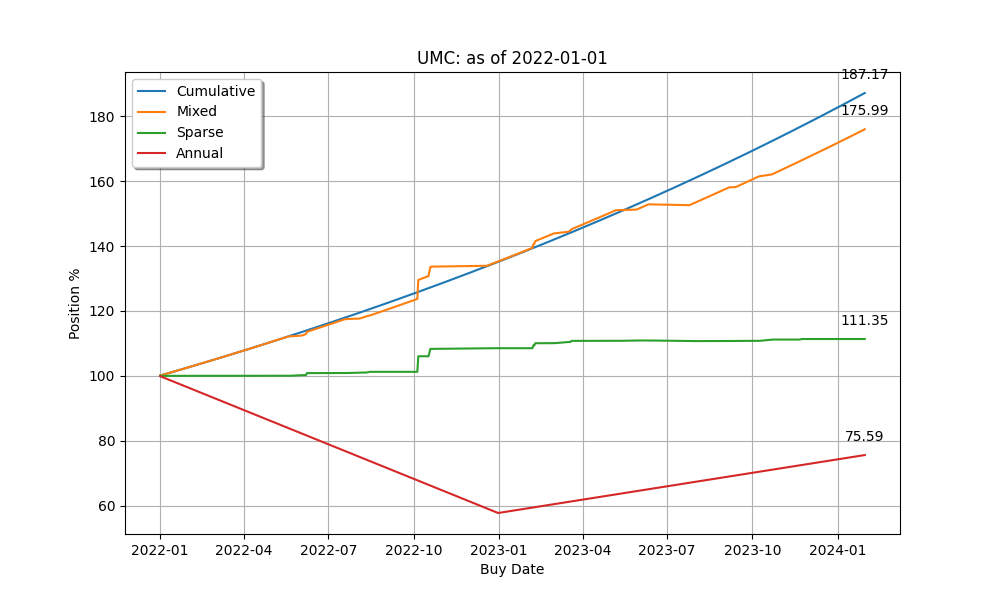 UMC: as of 2022-01-01
Cumulative
Mixed
Sparse
Annual
187.17
175.99
111.35
75.59
Position %
180
160
140
120
100
80
60
2022-01 2022-04 2022-07 2022-10 2023-01 2023-04 2023-07 2023-10 2024-01
Buy Date